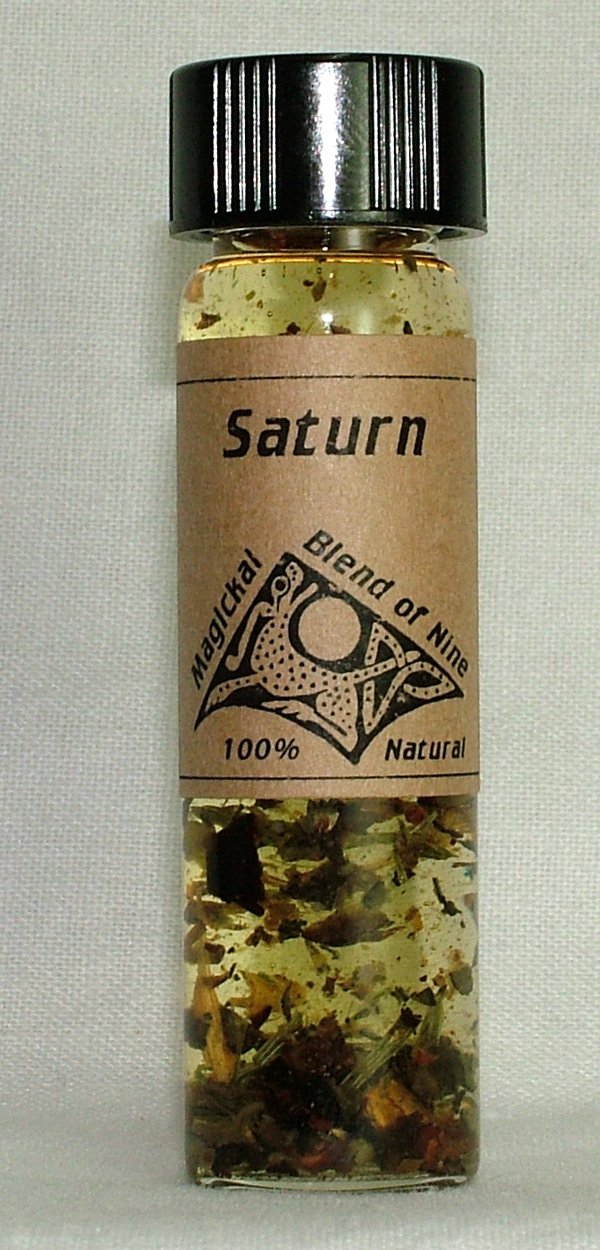 Saturn
Magickal
Blend of Nine
100% Natural